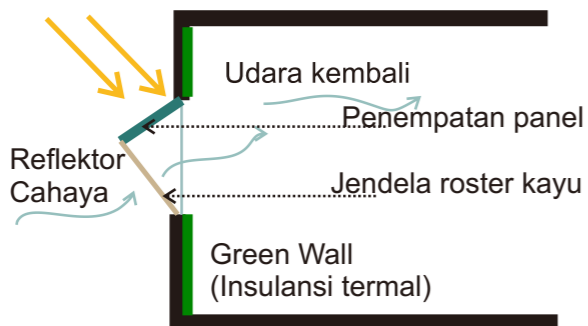 Udara kembali
Penempatan panel
Reflektor
Cahaya
Jendela roster kayu
Green Wall
(Insulansi termal)